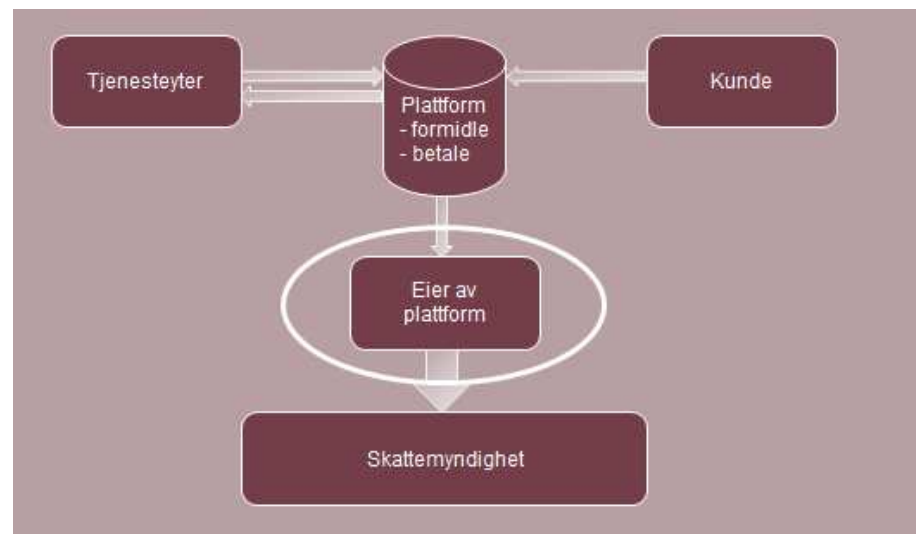 Tjenesteyter
Plattform
- formidle
- betale
Kunde
Eier av
plattform
Skattemyndighet